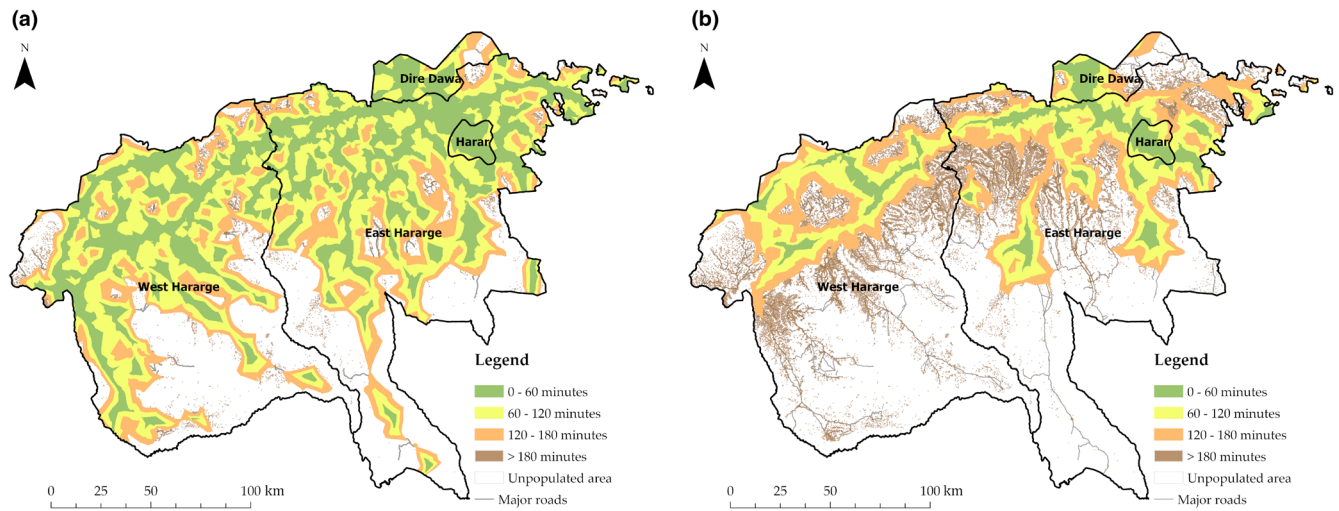 (a)
N
Dire Dawa
Harar
East Hararge
West Hararge
Legend
0 - 60 minutes
60 - 120 minutes
120 - 180 minutes
> 180 minutes
Unpopulated area
Major roads
0 25 50 100 km
(b)
N
Dire Dawa
Harar
East Hararge
West Hararge
Legend
0 - 60 minutes
60 - 120 minutes
120 - 180 minutes
> 180 minutes
Unpopulated area
Major roads
0 25 50 100 km